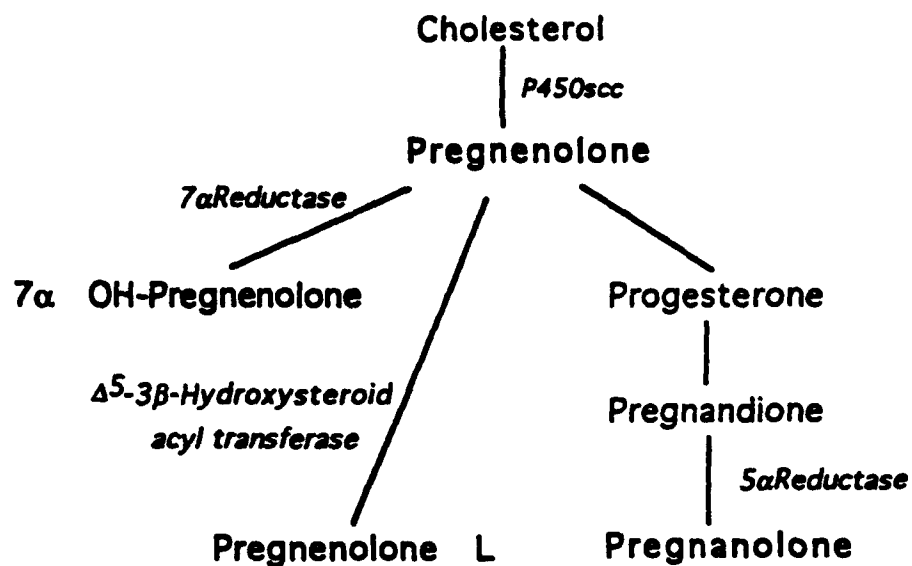 Cholesterol
P450scc
Pregnenolone
7αReductase
7α OH-Pregnenolone
Progesterone
Δ5-3β-Hydroxysteroid
acyl transferase
Pregnandione
5αReductase
Pregnenolone L
Pregnanolone